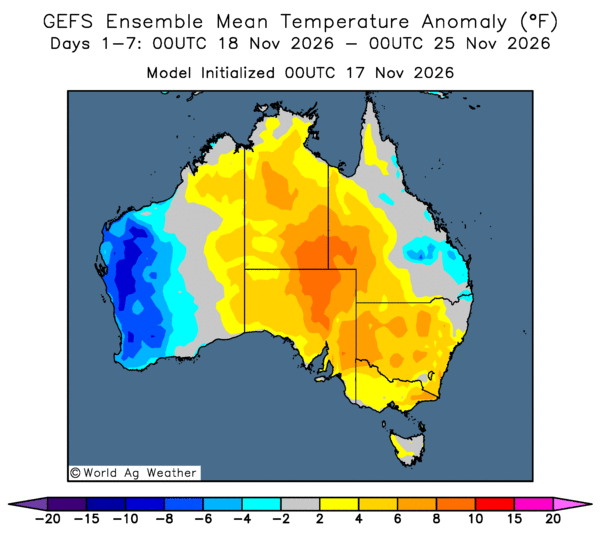 GEFS Ensemble Mean Temperature Anomaly (°F)
Days 1-7: 00UTC 18 Nov 2026 - 00UTC 25 Nov 2026
Model Initialized 00UTC 17 Nov 2026
©World Ag Weather
-20 -15 -10 -8 -6 -4 -2 2 4 6 8 10 15 20